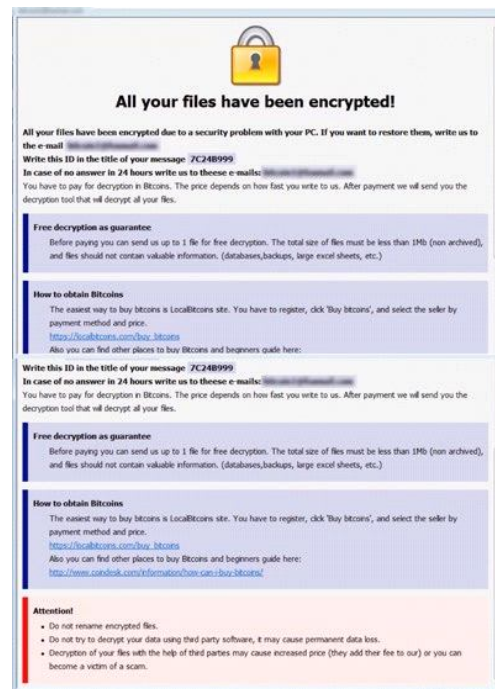 All your files have been encrypted!
All your files have been encrypted due to a security problem with your PC. If you want to restore them, write us to
the e-mail
Write this ID in the title of your message 7C24B999
In case of no answer in 24 hours write us to theese e-mails:
You have to pay for decryption in Bitcoins. The price depends on how fast you write to us. After payment we will send you the
decryption tool that will decrypt all your files.
Free decryption as guarantee
Before paying you can send us up to 1 file for free decryption. The total size of files must be less than 1Mb (non archived),
and files should not contain valuable information. (databases,backups, large excel sheets, etc.)
How to obtain Bitcoins
The easiest way to buy bitcoins is LocalBitcoins site. You have to register, click 'Buy bitcoins', and select the seller by
payment method and price.
https://localbitcoins.com/buy_bitcoins
Also you can find other places to buy Bitcoins and beginners guide here:
Write this ID in the title of your message 7C24B999
In case of no answer in 24 hours write us to theese e-mails:
You have to pay for decryption in Bitcoins. The price depends on how fast you write to us. After payment we will send you the
decryption tool that will decrypt all your files.
Free decryption as guarantee
Before paying you can send us up to 1 file for free decryption. The total size of files must be less than 1Mb (non archived),
and files should not contain valuable information. (databases,backups, large excel sheets, etc.)
How to obtain Bitcoins
The easiest way to buy bitcoins is LocalBitcoins site. You have to register, click 'Buy bitcoins', and select the seller by
payment method and price.
https://localbitcoins.com/buy_bitcoins
Also you can find other places to buy Bitcoins and beginners guide here:
http://www.coindesk.com/information/how-can-i-buy-bitcoins/
Attention!
• Do not rename encrypted files.
• Do not try to decrypt your data using third party software, it may cause permanent data loss.
• Decryption of your files with the help of third parties may cause increased price (they add their fee to our) or you can
become a victim of a scam.